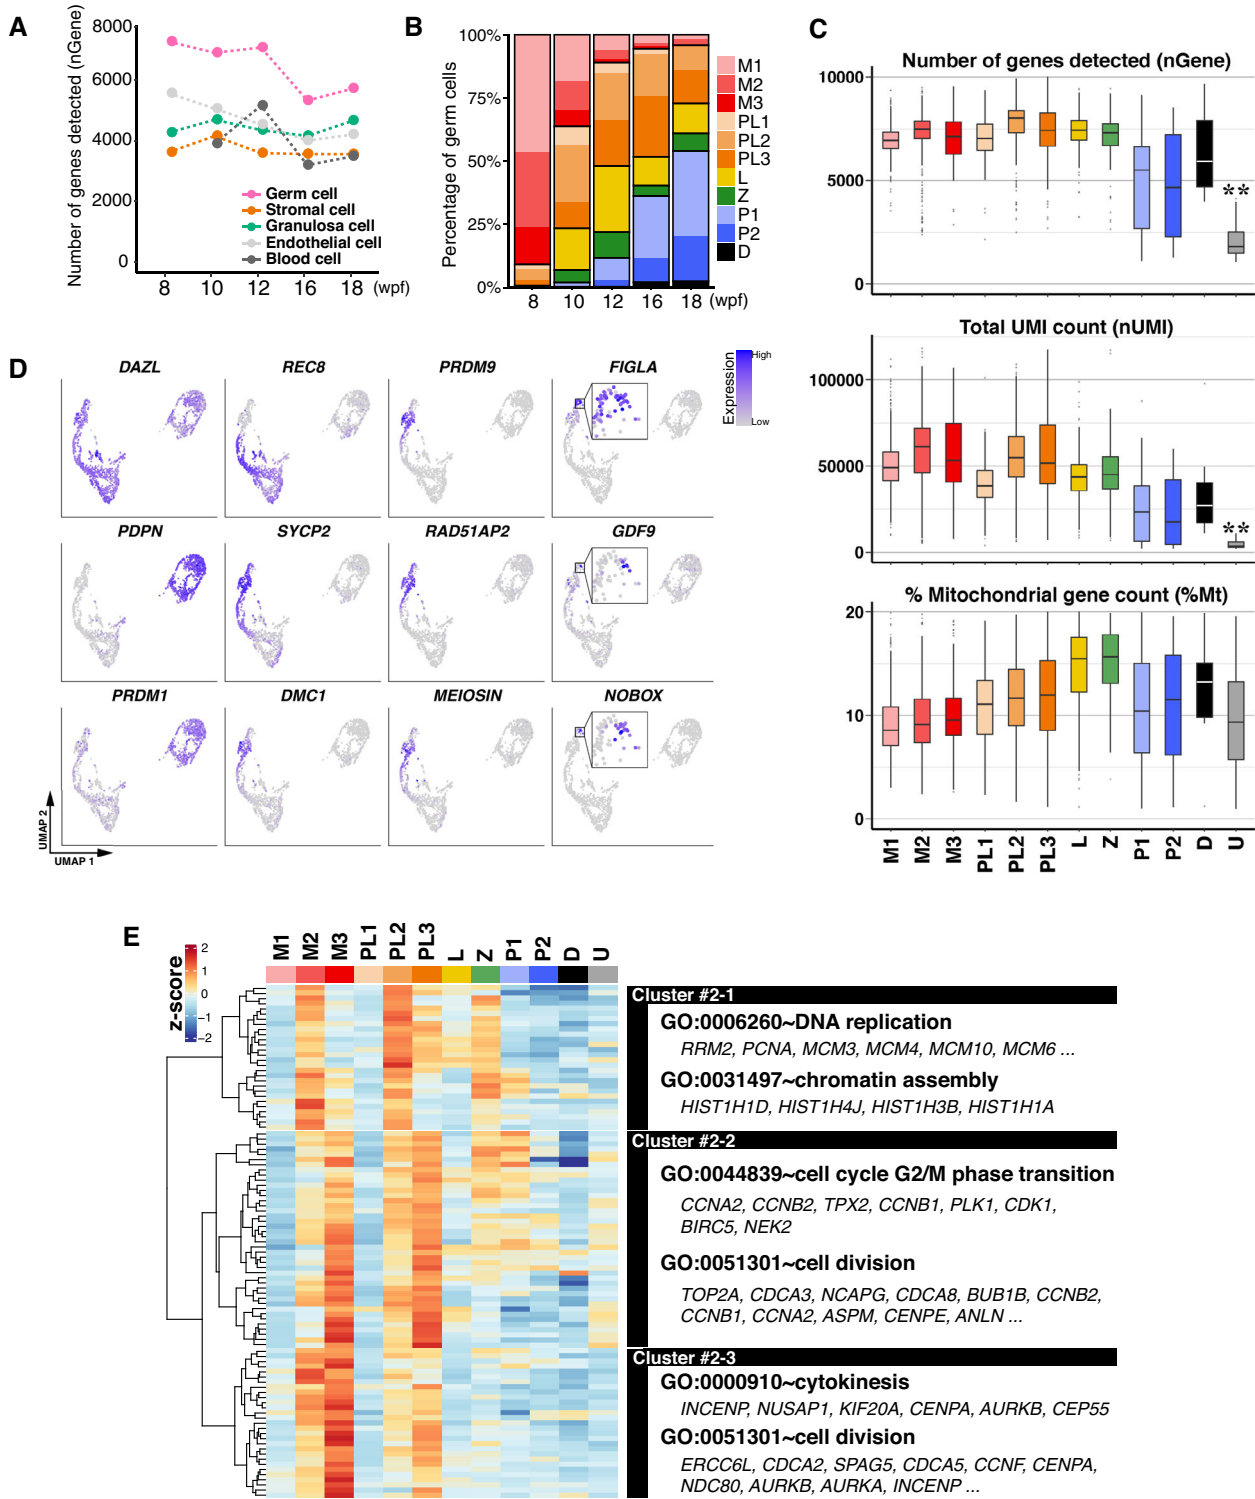 A
Number of genes detected (nGene)
8000
6000
4000
2000
0
8 10 12 16 18 (wpf)
Germ cell
Stromal cell
Granulosa cell
Endothelial cell
Blood cell
B
Percentage of germ cells
100%
75%
50%
25%
0%
8 10 12 16 18 (wpf)
M1
M2
M3
PL1
PL2
PL3
L
Z
P1
P2
D
C
Number of genes detected (nGene)
10000
5000
0
**
Total UMI count (nUMI)
100000
50000
0
**
% Mitochondrial gene count (%Mt)
20
10
0
M1 M2 M3 PL1 PL2 PL3 L Z P1 P2 D U
D
Expression
High
Low
DAZL REC8 PRDM9 FIGLA
PDPN SYCP2 RAD51AP2 GDF9
PRDM1 DMC1 MEIOSIN NOBOX
UMAP 2
UMAP 1
E
z-score
2
1
0
−1
−2
M1 M2 M3 PL1 PL2 PL3 L Z P1 P2 D U
Cluster #2-1
GO:0006260~DNA replication
RRM2, PCNA, MCM3, MCM4, MCM10, MCM6 ...
GO:0031497~chromatin assembly
HIST1H1D, HIST1H4J, HIST1H3B, HIST1H1A
Cluster #2-2
GO:0044839~cell cycle G2/M phase transition
CCNA2, CCNB2, TPX2, CCNB1, PLK1, CDK1,
BIRC5, NEK2
GO:0051301~cell division
TOP2A, CDCA3, NCAPG, CDCA8, BUB1B, CCNB2,
CCNB1, CCNA2, ASPM, CENPE, ANLN ...
Cluster #2-3
GO:0000910~cytokinesis
INCENP, NUSAP1, KIF20A, CENPA, AURKB, CEP55
GO:0051301~cell division
ERCC6L, CDCA2, SPAG5, CDCA5, CCNF, CENPA,
NDC80, AURKB, AURKA, INCENP ...